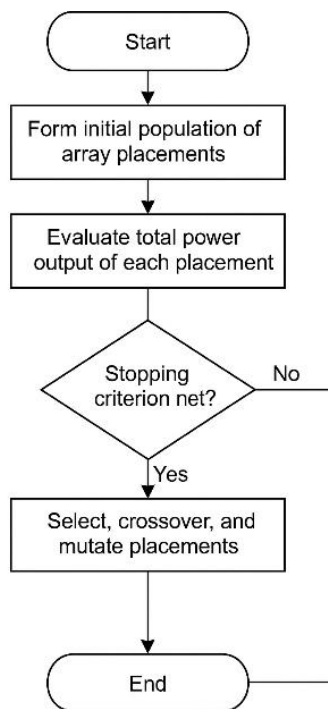 Start
Form initial population of
array placements
Evaluate total power
output of each placement
Stopping
criterion net?
No
Yes
Select, crossover, and
mutate placements
End